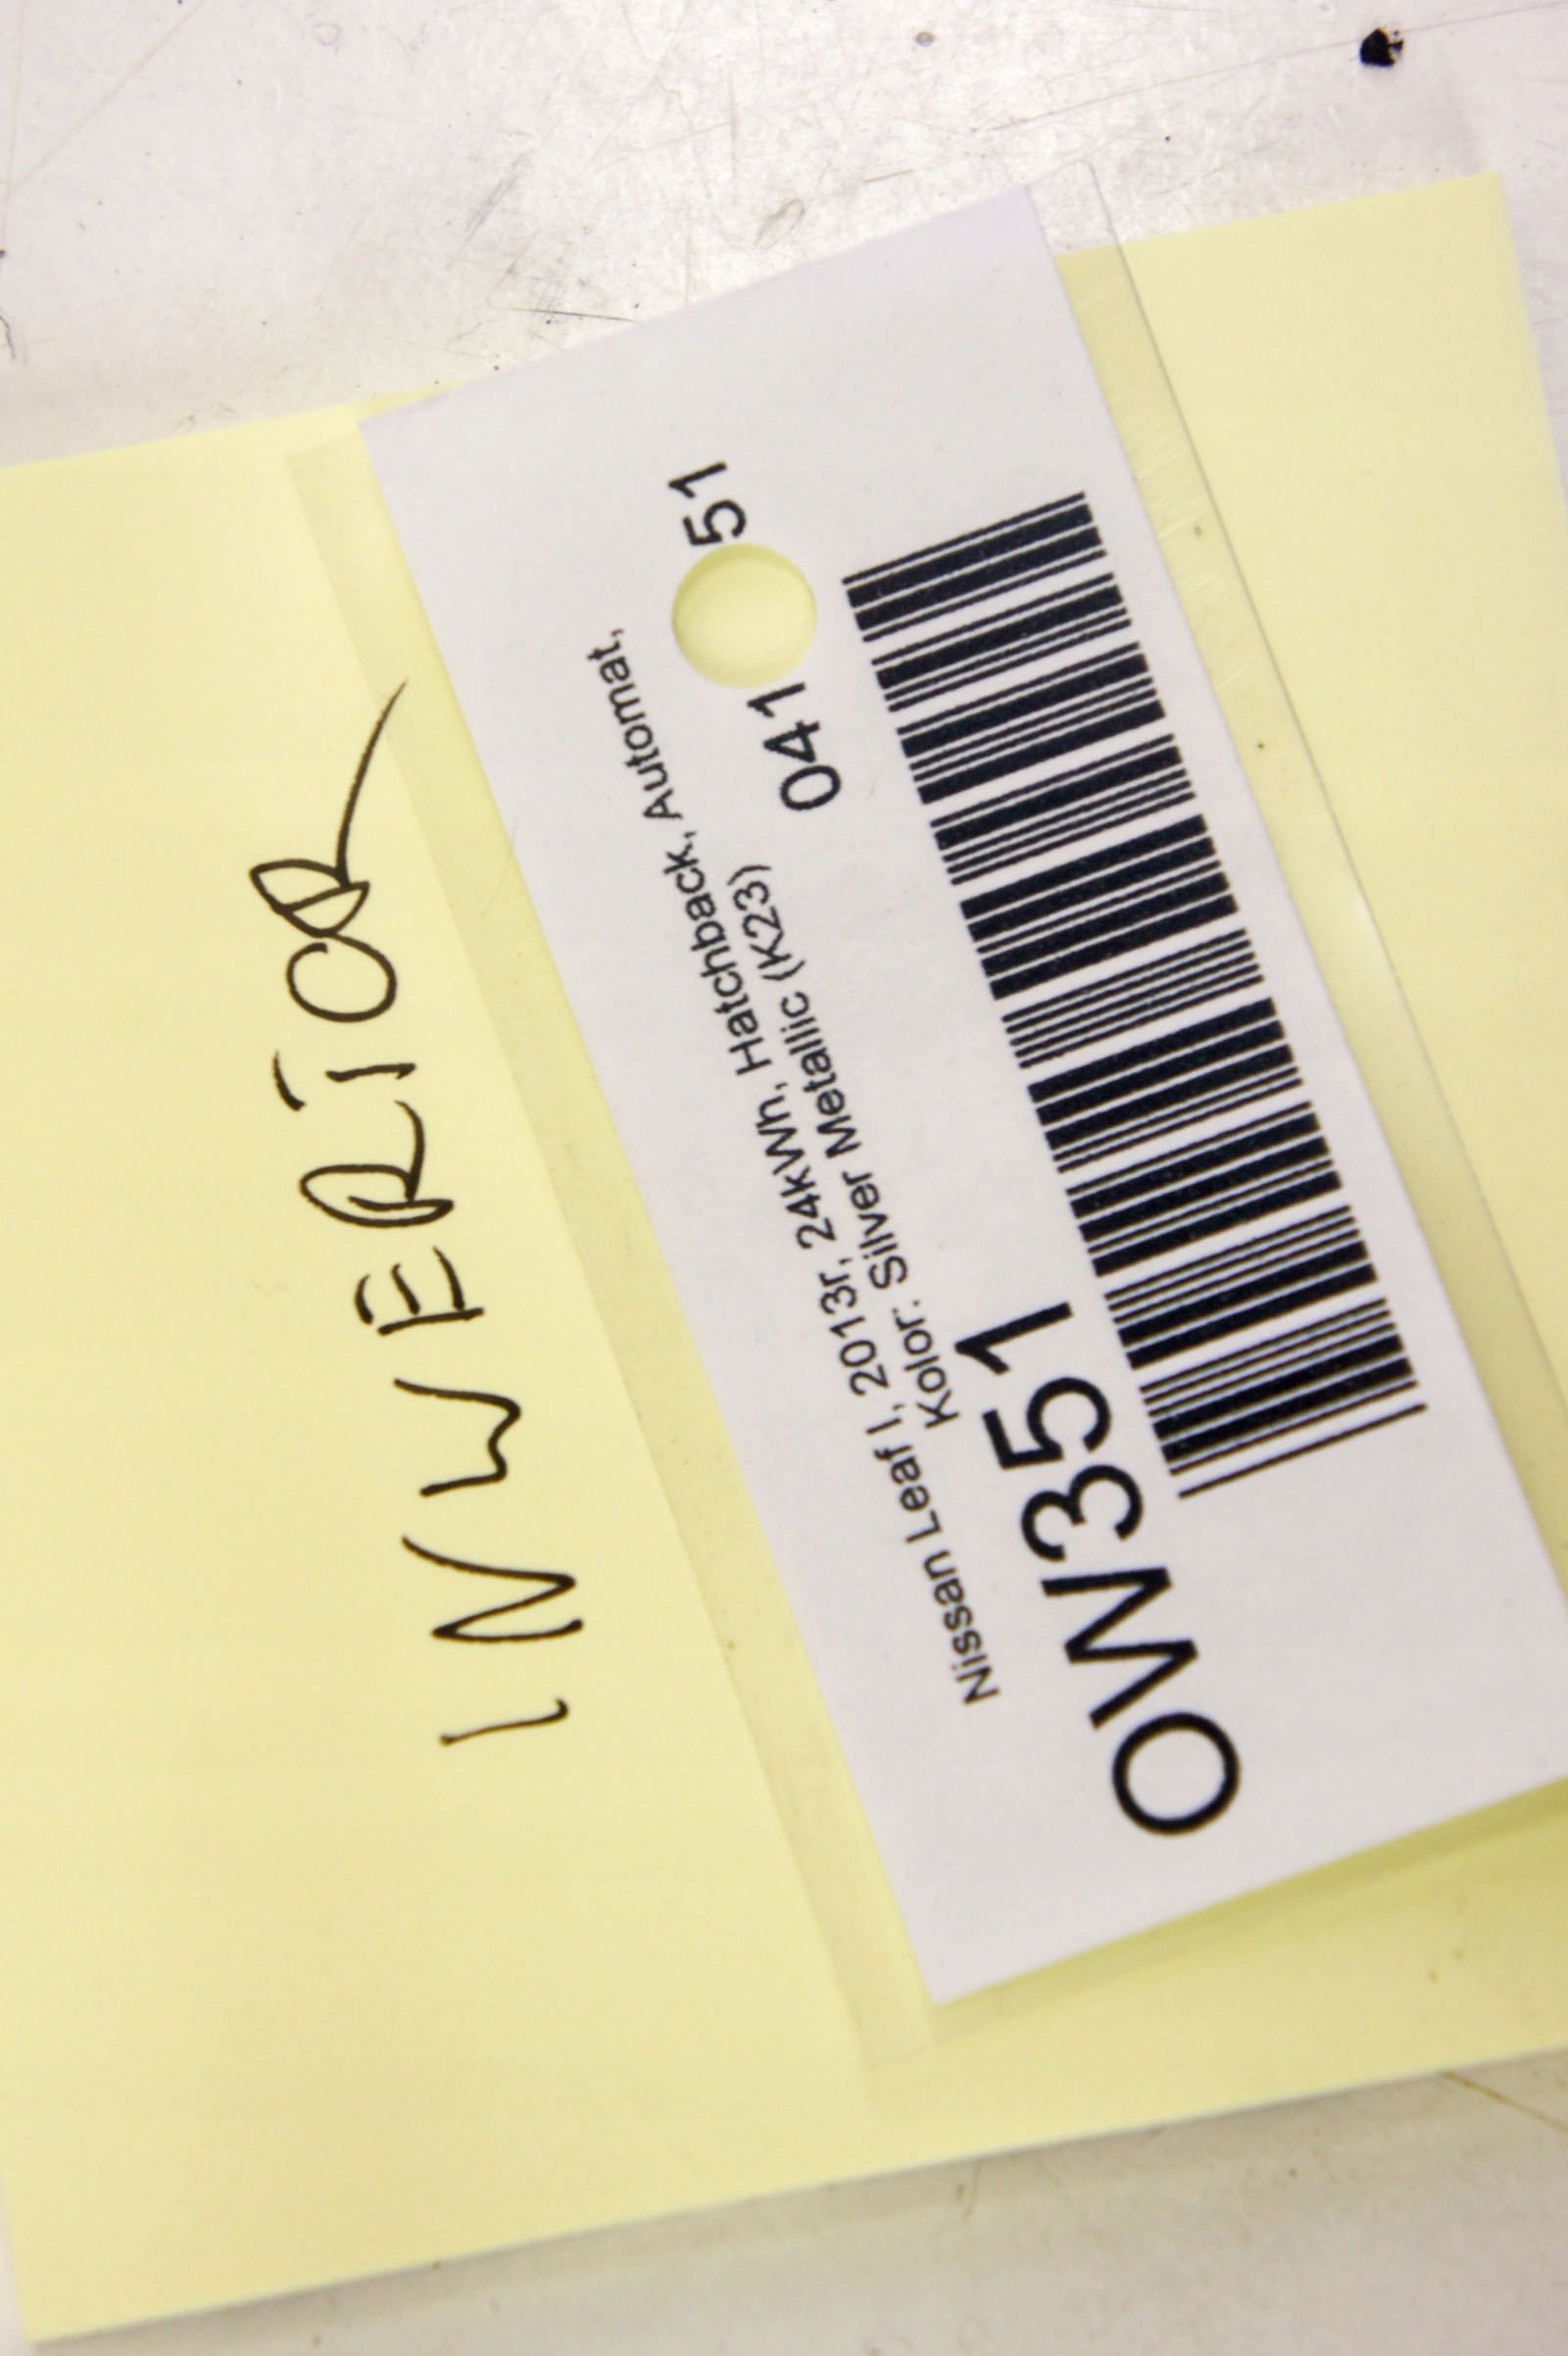 INWERTOR
Nissan Leaf I, 2013r, 24kWh, Hatchback, Automat,
Kolor: Silver Metallic (K23)
OW351
041 51